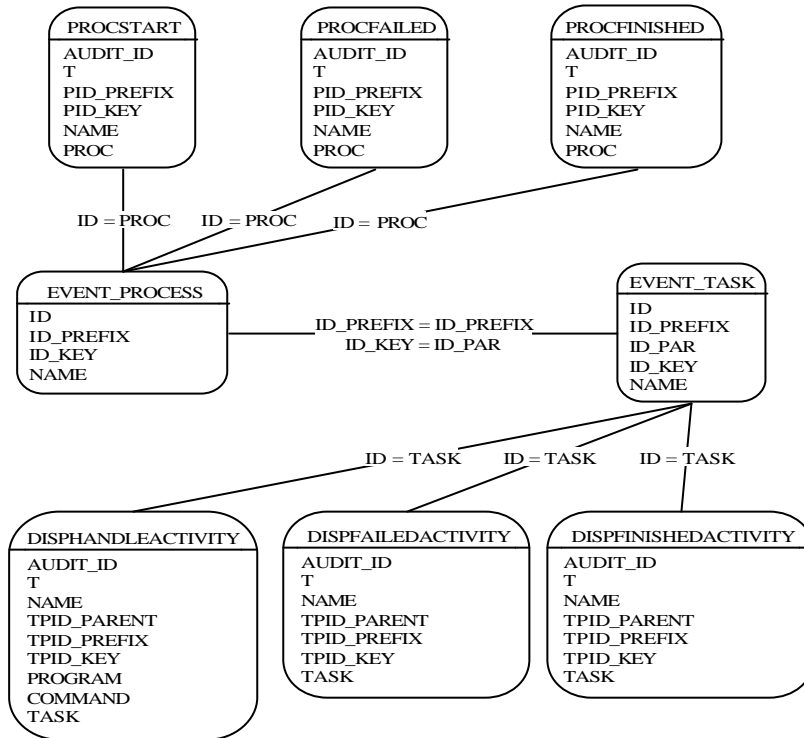 PROCSTART
AUDIT_ID
T
PID_PREFIX
PID_KEY
NAME
PROC
PROCFAILED
AUDIT_ID
T
PID_PREFIX
PID_KEY
NAME
PROC
PROCFINISHED
AUDIT_ID
T
PID_PREFIX
PID_KEY
NAME
PROC
ID = PROC
ID = PROC
ID = PROC
EVENT_PROCESS
ID
ID_PREFIX
ID_KEY
NAME
ID_PREFIX = ID_PREFIX
ID_KEY = ID_PAR
EVENT_TASK
ID
ID_PREFIX
ID_PAR
ID_KEY
NAME
ID = TASK
ID = TASK
ID = TASK
DISPHANDLEACTIVITY
AUDIT_ID
T
NAME
TPID_PARENT
TPID_PREFIX
TPID_KEY
PROGRAM
COMMAND
TASK
DISPFAILEDACTIVITY
AUDIT_ID
T
NAME
TPID_PARENT
TPID_PREFIX
TPID_KEY
TASK
DISPFINISHEDACTIVITY
AUDIT_ID
T
NAME
TPID_PARENT
TPID_PREFIX
TPID_KEY
TASK